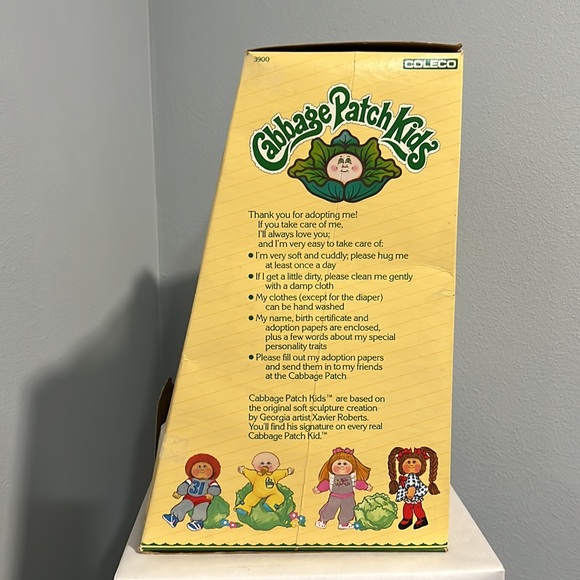 3900
COLECO
Cabbage Patch Kids
Thank you for adopting me!
If you take care of me,
I'll always love you;
and I'm very easy to take care of:
● I'm very soft and cuddly; please hug me
at least once a day
● If I get a little dirty, please clean me gently
with a damp cloth
● My clothes (except for the diaper)
can be hand washed
● My name, birth certificate and
adoption papers are enclosed,
plus a few words about my special
personality traits
● Please fill out my adoption papers
and send them in to my friends
at the Cabbage Patch
Cabbage Patch Kids™ are based on
the original soft sculpture creation
by Georgia artist Xavier Roberts.
You'll find his signature on every real
Cabbage Patch Kid.™
31